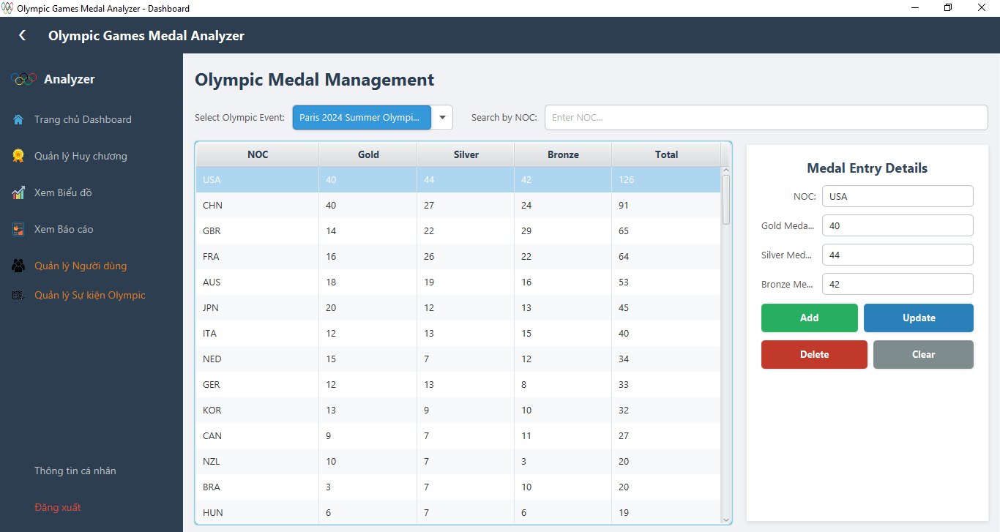 Olympic Games Medal Analyzer - Dashboard
Olympic Games Medal Analyzer
Analyzer
Trang chủ Dashboard
Quản lý Huy chương
Xem Biểu đồ
Xem Báo cáo
Quản lý Người dùng
Quản lý Sự kiện Olympic
Thông tin cá nhân
Đăng xuất
Olympic Medal Management
Select Olympic Event: Paris 2024 Summer Olympi... Search by NOC: Enter NOC...
NOC Gold Silver Bronze Total
USA 40 44 42 126
CHN 40 27 24 91
GBR 14 22 29 65
FRA 16 26 22 64
AUS 18 19 16 53
JPN 20 12 13 45
ITA 12 13 15 40
NED 15 7 12 34
GER 12 13 8 33
KOR 13 9 10 32
CAN 9 7 11 27
NZL 10 7 3 20
BRA 3 7 10 20
HUN 6 7 6 19
Medal Entry Details
NOC: USA
Gold Meda... 40
Silver Med... 44
Bronze Me... 42
Add Update
Delete Clear